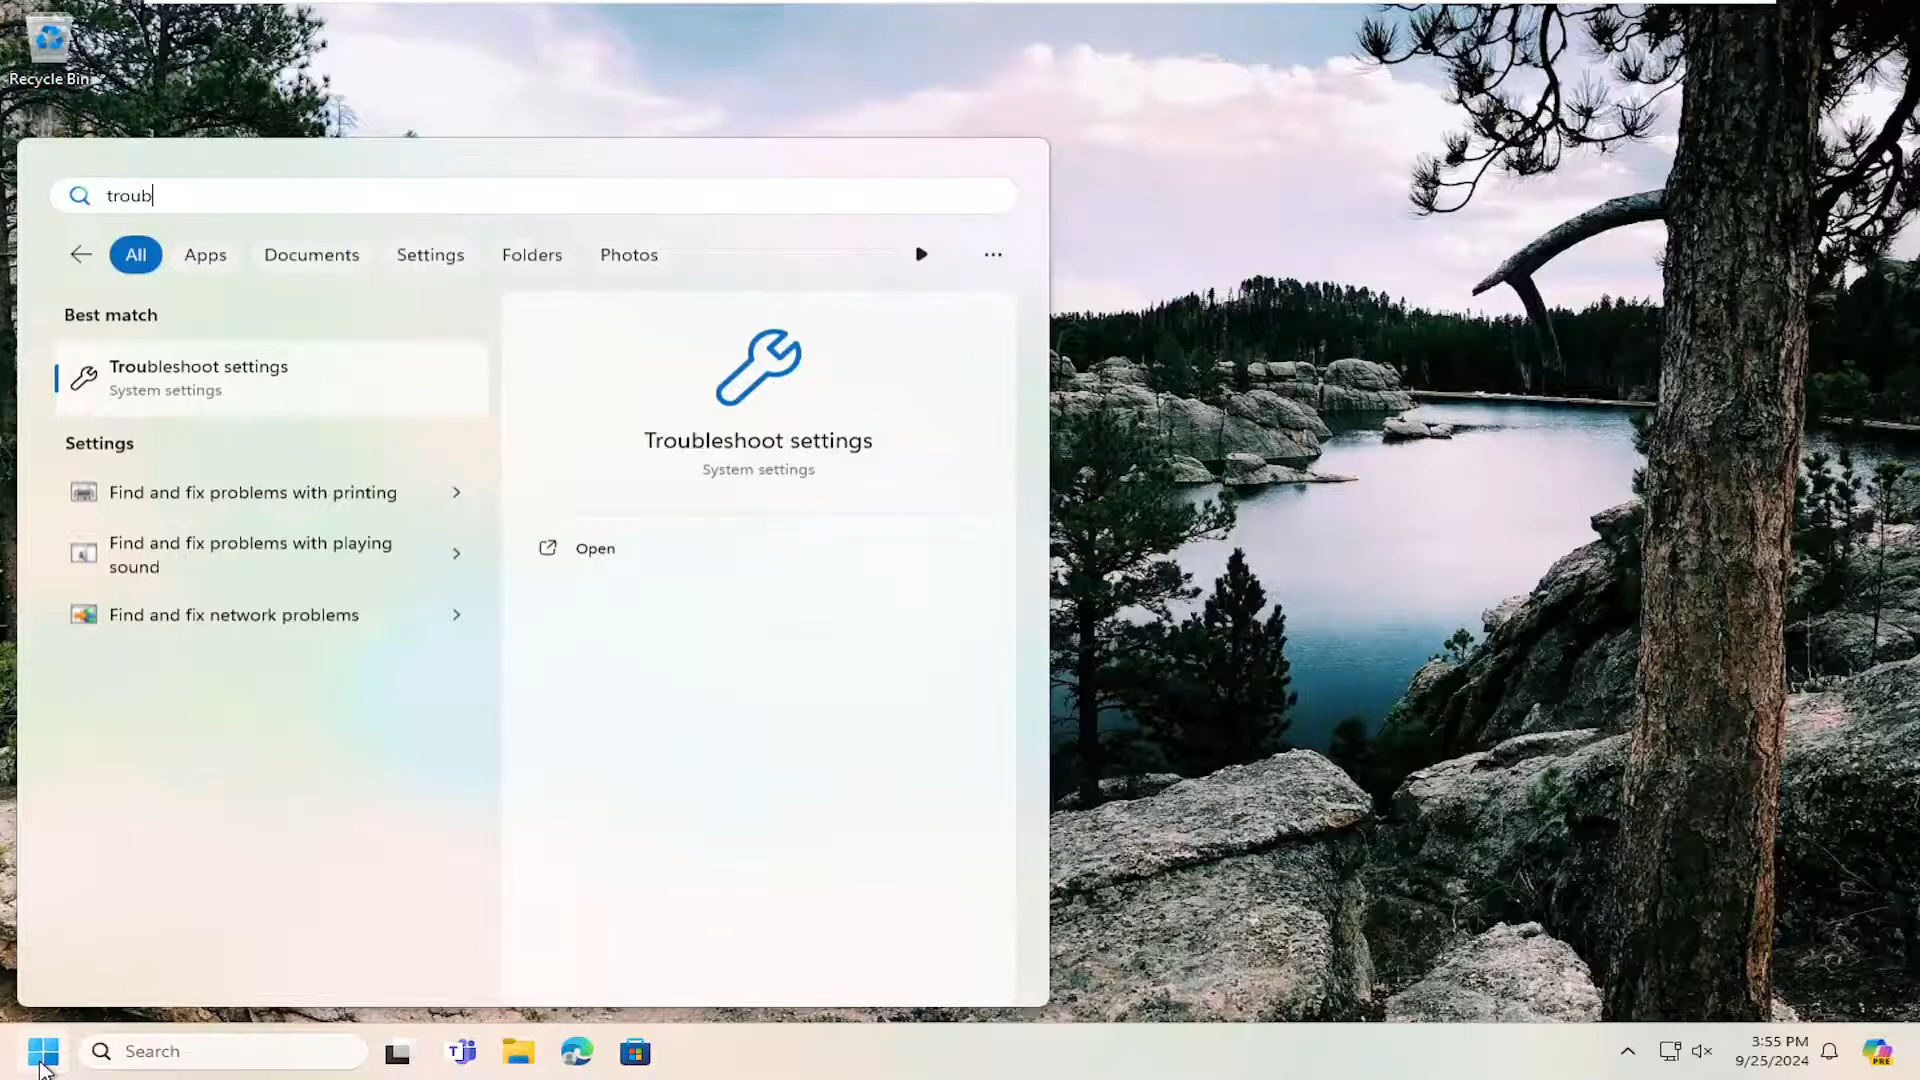 Recycle Bin
troub
All Apps Documents Settings Folders Photos
Best match
Troubleshoot settings
System settings
Settings
Find and fix problems with printing
Find and fix problems with playing
sound
Find and fix network problems
Troubleshoot settings
System settings
Open
Search
3:55 PM
9/25/2024
PRE